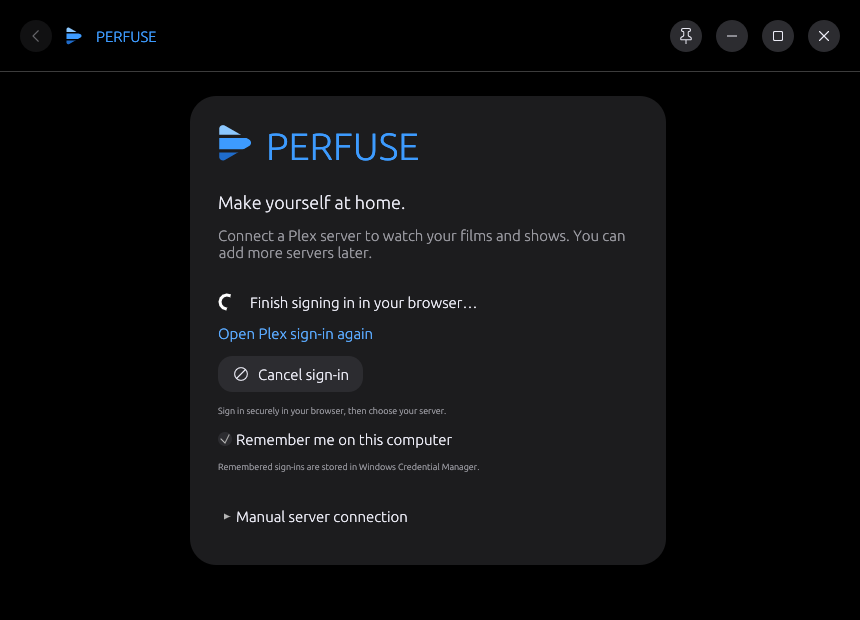 PERFUSE
PERFUSE
Make yourself at home.
Connect a Plex server to watch your films and shows. You can
add more servers later.
Finish signing in in your browser…
Open Plex sign-in again
Cancel sign-in
Sign in securely in your browser, then choose your server.
Remember me on this computer
Remembered sign-ins are stored in Windows Credential Manager.
Manual server connection